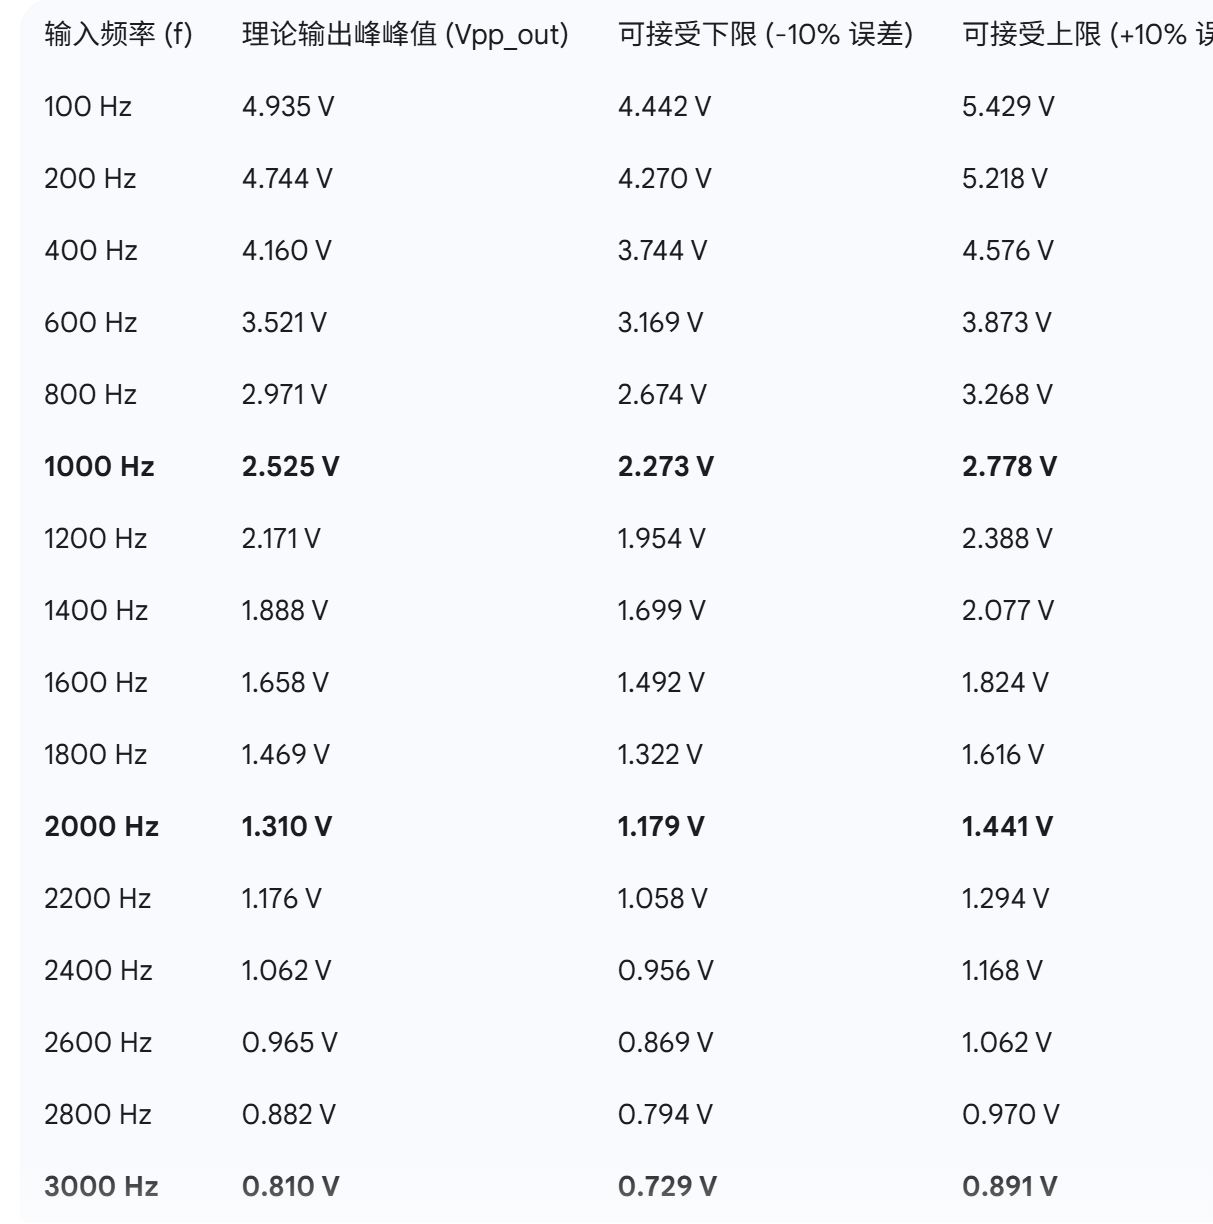 输入频率 (f) 理论输出峰峰值 (Vpp_out) 可接受下限 (-10% 误差) 可接受上限 (+10% 误
100 Hz 4.935 V 4.442 V 5.429 V
200 Hz 4.744 V 4.270 V 5.218 V
400 Hz 4.160 V 3.744 V 4.576 V
600 Hz 3.521 V 3.169 V 3.873 V
800 Hz 2.971 V 2.674 V 3.268 V
1000 Hz 2.525 V 2.273 V 2.778 V
1200 Hz 2.171 V 1.954 V 2.388 V
1400 Hz 1.888 V 1.699 V 2.077 V
1600 Hz 1.658 V 1.492 V 1.824 V
1800 Hz 1.469 V 1.322 V 1.616 V
2000 Hz 1.310 V 1.179 V 1.441 V
2200 Hz 1.176 V 1.058 V 1.294 V
2400 Hz 1.062 V 0.956 V 1.168 V
2600 Hz 0.965 V 0.869 V 1.062 V
2800 Hz 0.882 V 0.794 V 0.970 V
3000 Hz 0.810 V 0.729 V 0.891 V